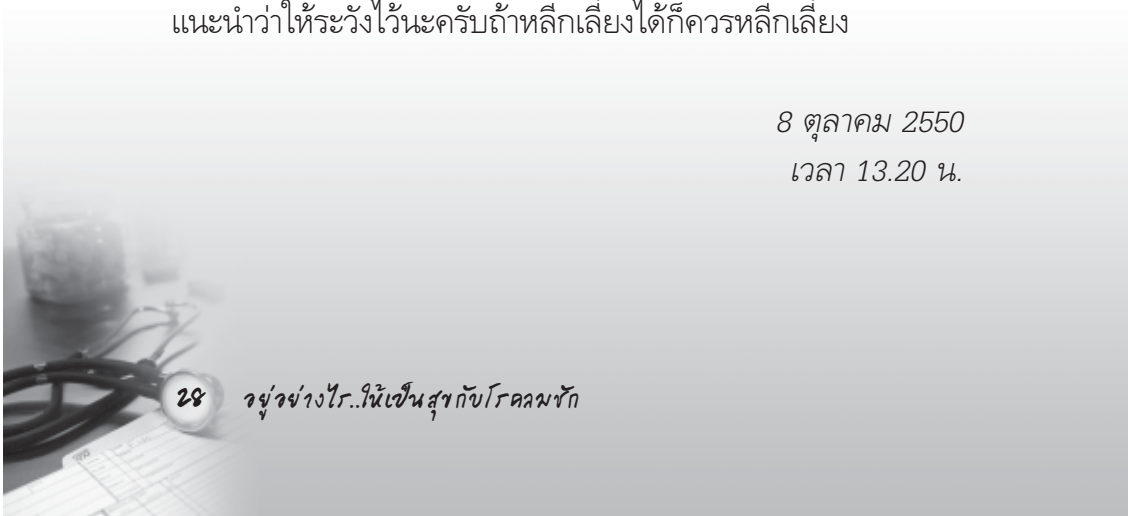 แนะนำว่าให้ระวังไว้นะครับถ้าหลีกเลี่ยงได้ก็ควรหลีกเลี่ยง
8 ตุลาคม 2550
เวลา 13.20 น.
28 อยู่อย่างไร..ให้เป็นสุขกับโรคลมชัก